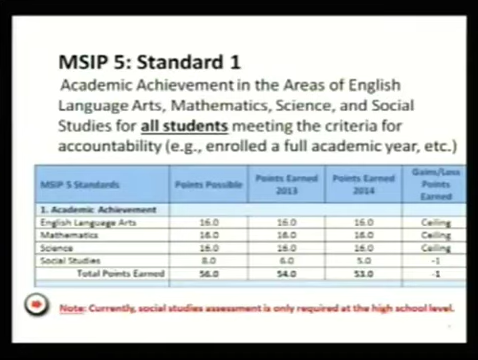 MSIP 5: Standard 1
Academic Achievement in the Areas of English
Language Arts, Mathematics, Science, and Social
Studies for all students meeting the criteria for
accountability (e.g., enrolled a full academic year, etc.)
MSIP 5 Standards Points Possible Points Earned 2013 Points Earned 2014 Gains/Loss Points Earned
1. Academic Achievement
English Language Arts 16.0 16.0 16.0 Ceiling
Mathematics 16.0 16.0 16.0 Ceiling
Science 16.0 16.0 16.0 Ceiling
Social Studies 8.0 6.0 5.0 -1
Total Points Earned 56.0 54.0 53.0 -1
Note: Currently, social studies assessment is only required at the high school level.